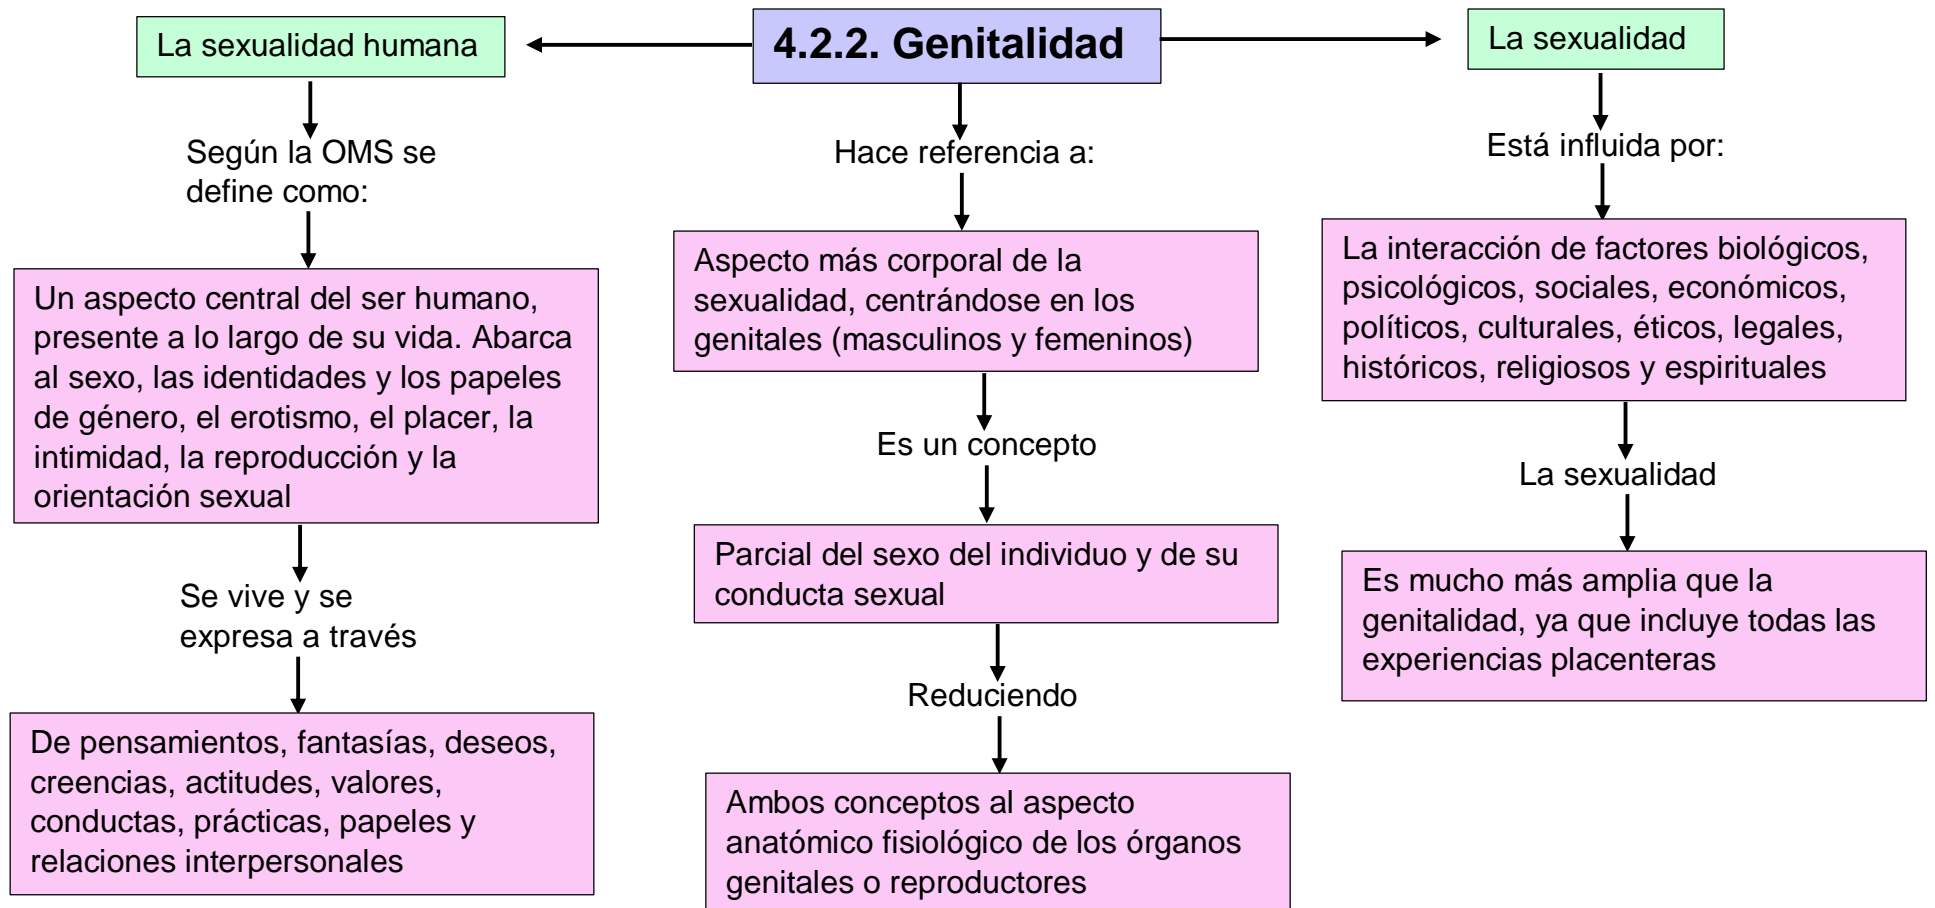 La sexualidad humana
Según la OMS se
define como:
Un aspecto central del ser humano,
presente a lo largo de su vida. Abarca
al sexo, las identidades y los papeles
de género, el erotismo, el placer, la
intimidad, la reproducción y la
orientación sexual
Se vive y se
expresa a través
De pensamientos, fantasías, deseos,
creencias, actitudes, valores,
conductas, prácticas, papeles y
relaciones interpersonales
4.2.2. Genitalidad
Hace referencia a:
Aspecto más corporal de la
sexualidad, centrándose en los
genitales (masculinos y femeninos)
Es un concepto
Parcial del sexo del individuo y de su
conducta sexual
Reduciendo
Ambos conceptos al aspecto
anatómico fisiológico de los órganos
genitales o reproductores
La sexualidad
Está influida por:
La interacción de factores biológicos,
psicológicos, sociales, económicos,
políticos, culturales, éticos, legales,
históricos, religiosos y espirituales
La sexualidad
Es mucho más amplia que la
genitalidad, ya que incluye todas las
experiencias placenteras